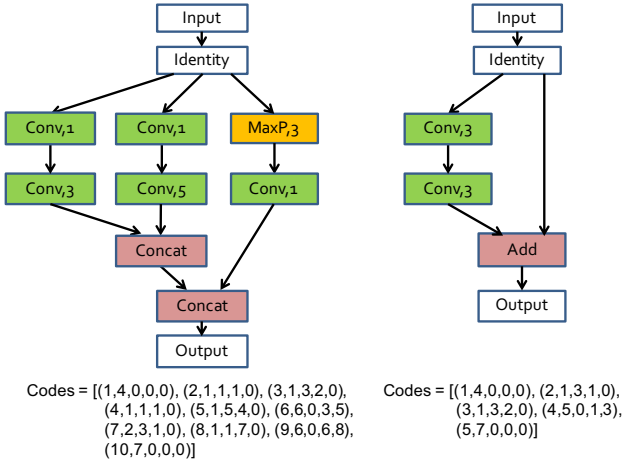 Input
Identity
Conv,1
Conv,1
MaxP,3
Conv,3
Conv,5
Conv,1
Concat
Concat
Output
Codes = [(1,4,0,0,0), (2,1,1,1,0), (3,1,3,2,0),
(4,1,1,1,0), (5,1,5,4,0), (6,6,0,3,5),
(7,2,3,1,0), (8,1,1,7,0), (9,6,0,6,8),
(10,7,0,0,0)]
Input
Identity
Conv,3
Conv,3
Add
Output
Codes = [(1,4,0,0,0), (2,1,3,1,0),
(3,1,3,2,0), (4,5,0,1,3),
(5,7,0,0,0)]